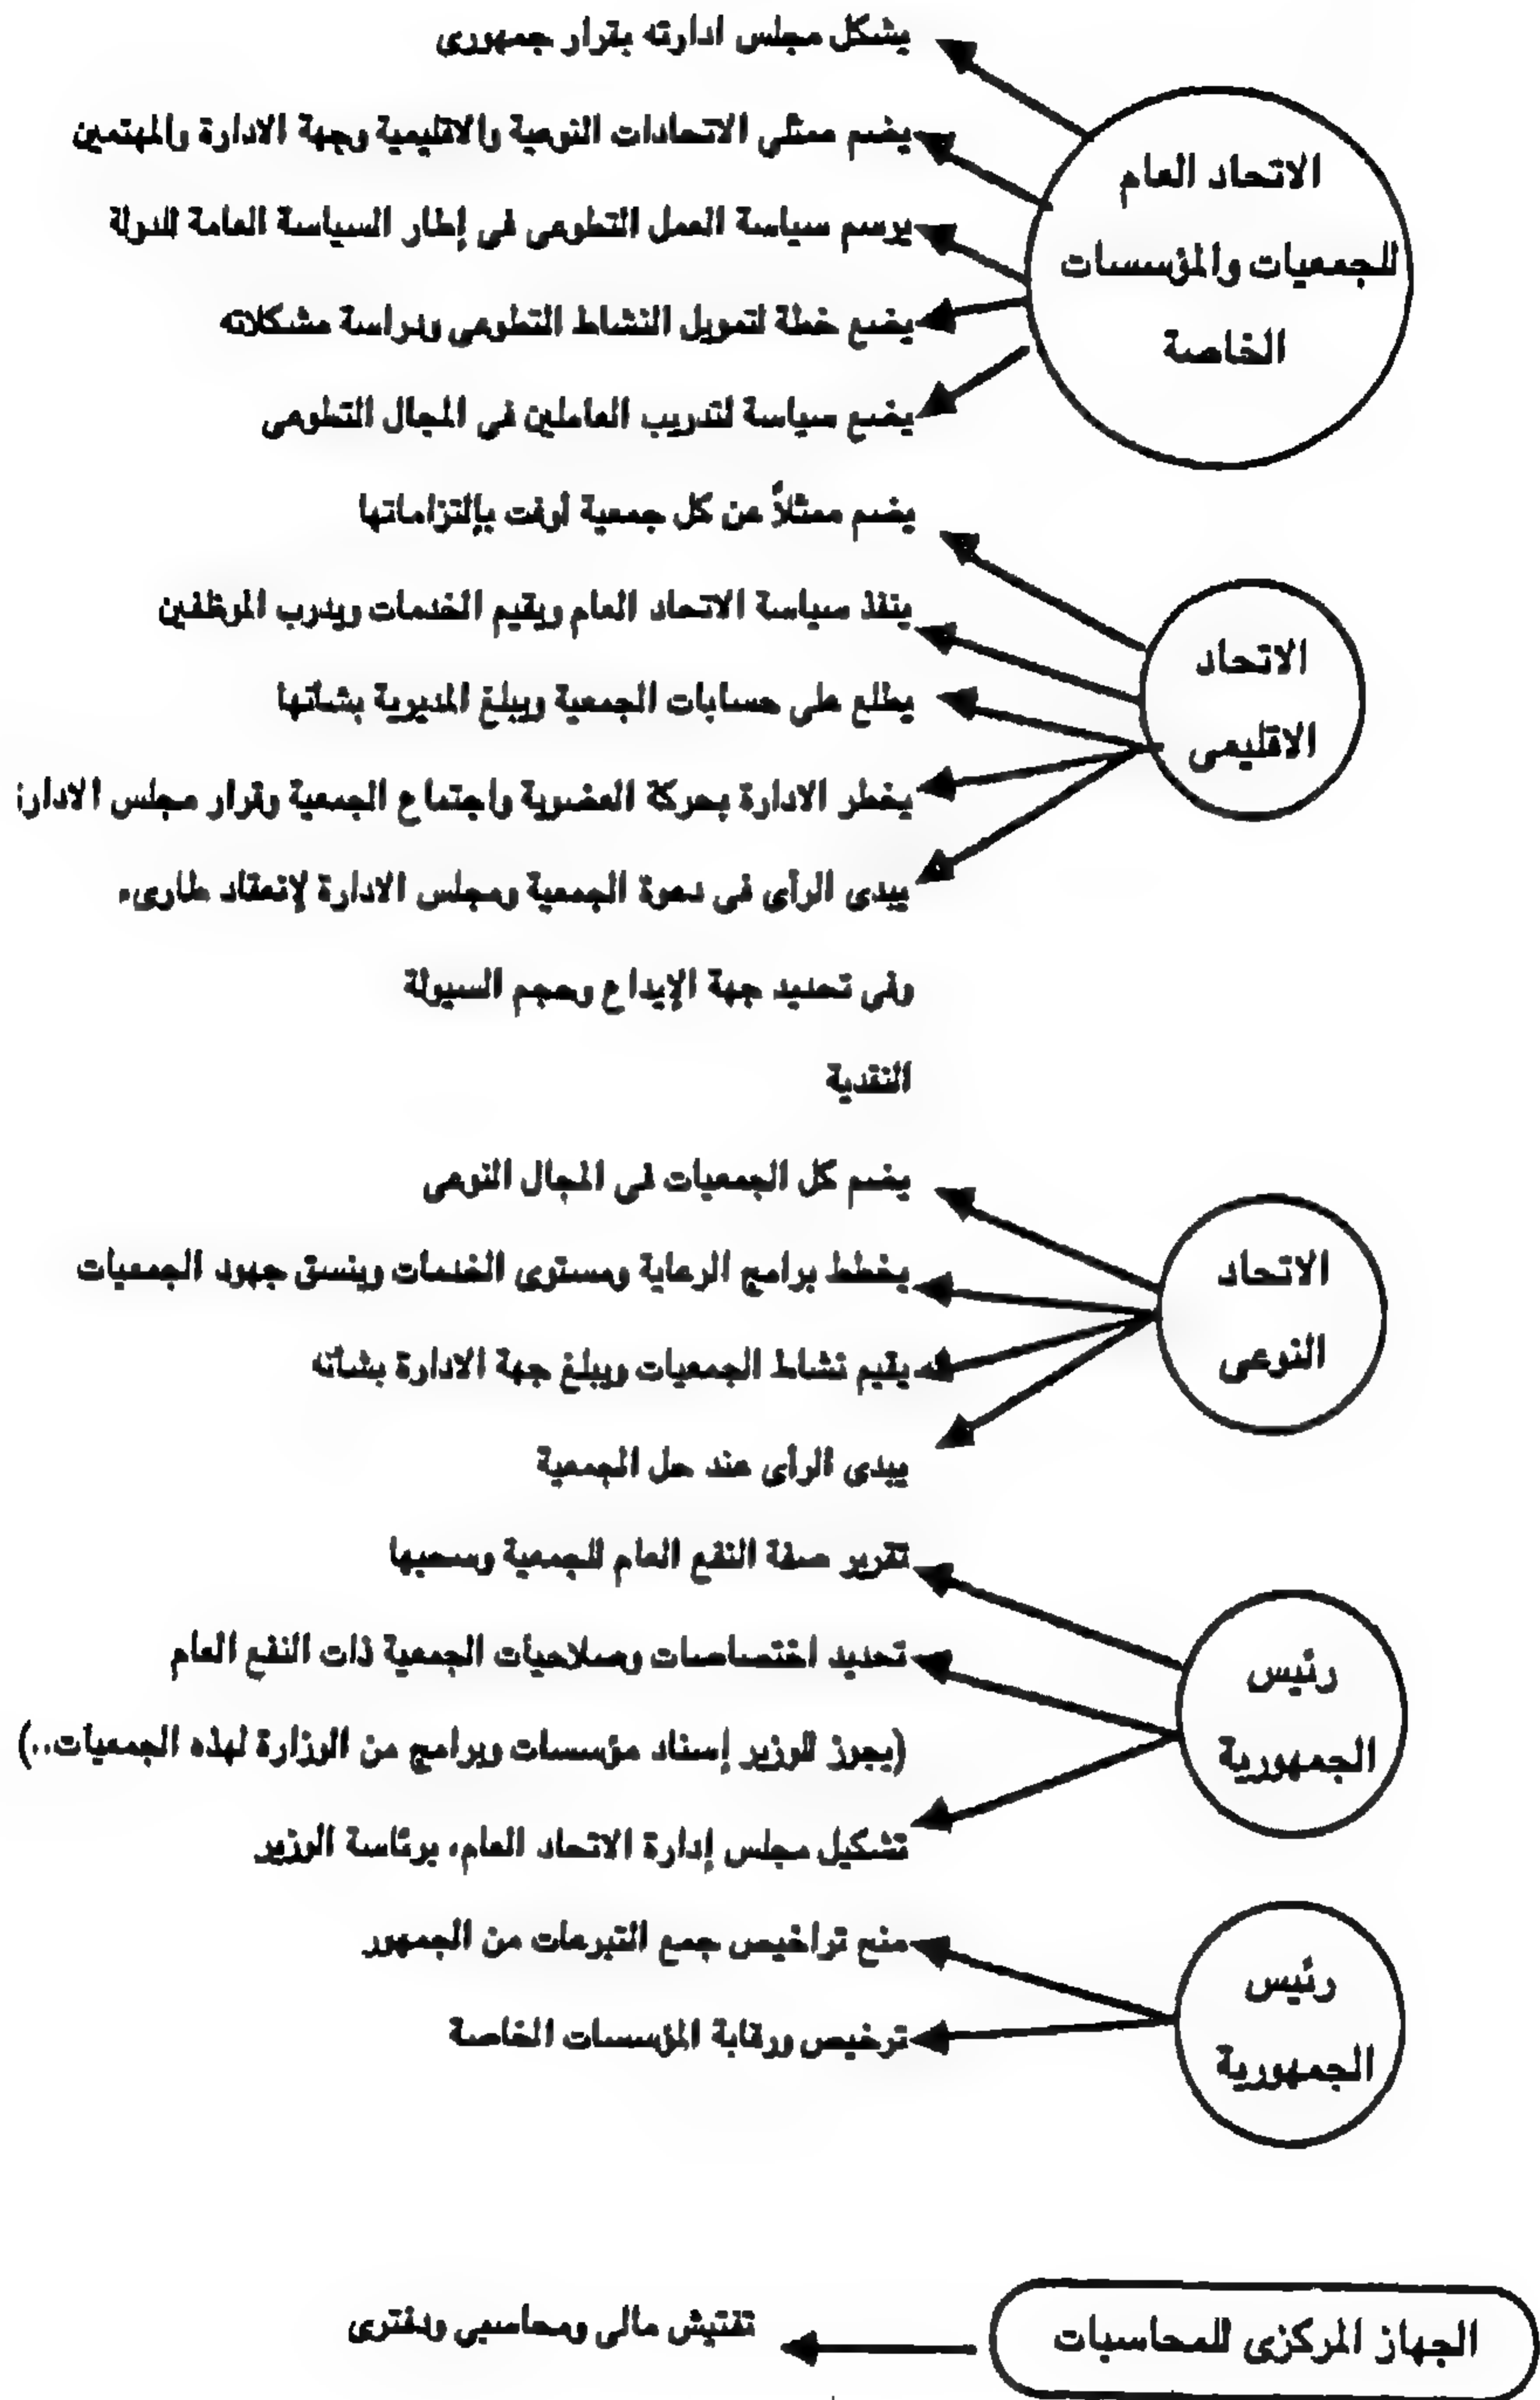 الاتحاد العام
للجمعيات والمؤسسات
الخاصة
يشكل مجلس ادارته بقرار جمهورى
يضم ممثلى الاتحادات النوعية والاقليمية وجهة الادارة والمهتمين
يرسم سياسة العمل التطوعى فى إطار السياسة العامة للدولة
يضع خطة لتمويل النشاط التطوعى ودراسة مشكلاته
يضع سياسة لتدريب العاملين فى المجال التطوعى
الاتحاد
الاقليمى
يضم ممثلاً عن كل جمعية أوفت بإلتزاماتها
ينفذ سياسة الاتحاد العام ويقيم الخدمات ويدرب الموظفين
يطلع على حسابات الجمعية ويبلغ المديرية بشأنها
يخطر الادارة بحركة العضوية واجتماع الجمعية وقرار مجلس الادارة
يبدى الرأى فى دعوة الجمعية ومجلس الادارة لإنعقاد طارىء
وفى تحديد جهة الإيداع وحجم السيولة
النقدية
الاتحاد
النوعى
يضم كل الجمعيات فى المجال النوعى
يخطط برامج الرعاية ومستوى الخدمات وينسق جهود الجمعيات
يقيم نشاط الجمعيات ويبلغ جهة الادارة بشأنه
يبدى الرأى عند حل الجمعية
رئيس
الجمهورية
تقرير صفة النفع العام للجمعية وسحبها
تحديد اختصاصات وصلاحيات الجمعية ذات النفع العام
(يجوز للوزير إسناد مؤسسات وبرامج من الوزارة لهذه الجمعيات..)
تشكيل مجلس إدارة الاتحاد العام، برئاسة الوزير
رئيس
الجمهورية
منح تراخيص جمع التبرعات من الجمهور
ترخيص ورقابة المؤسسات الخاصة
الجهاز المركزى للمحاسبات
تفتيش مالى ومحاسبي ودفترى